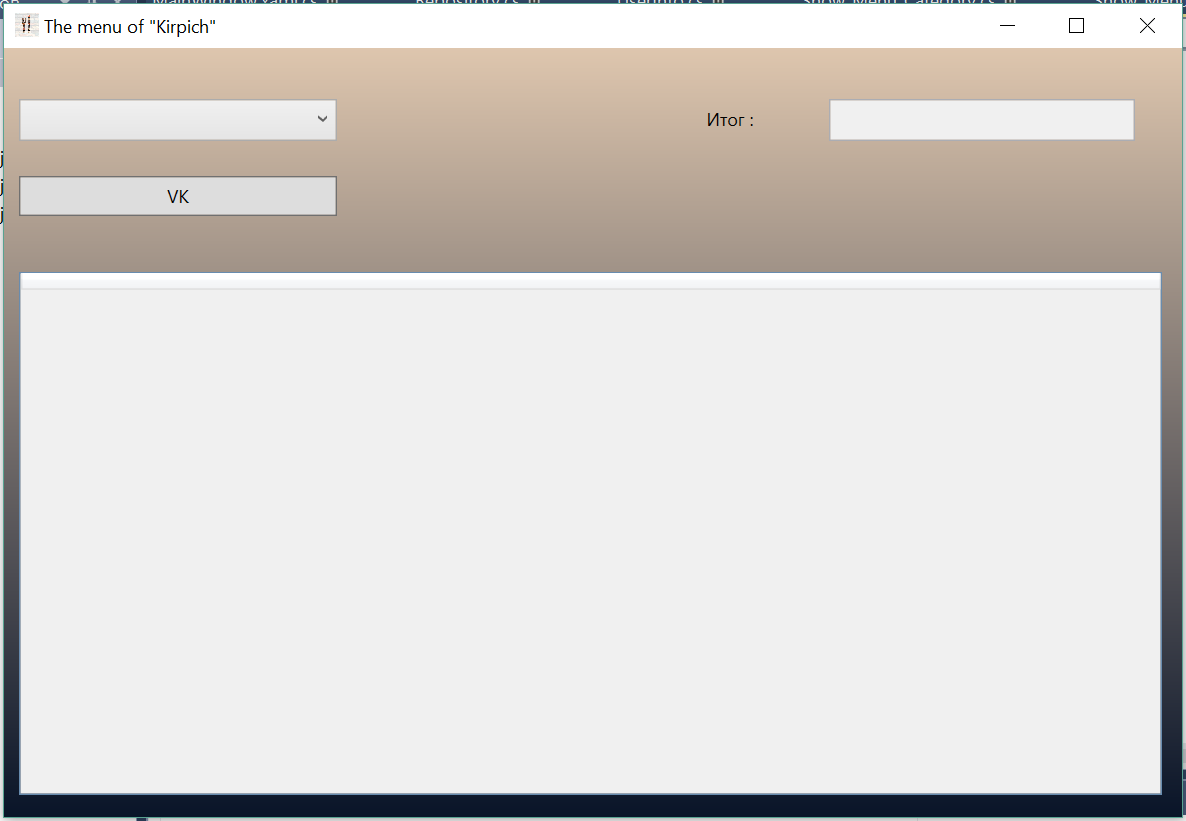 The menu of "Kirpich"
Итог :
VK